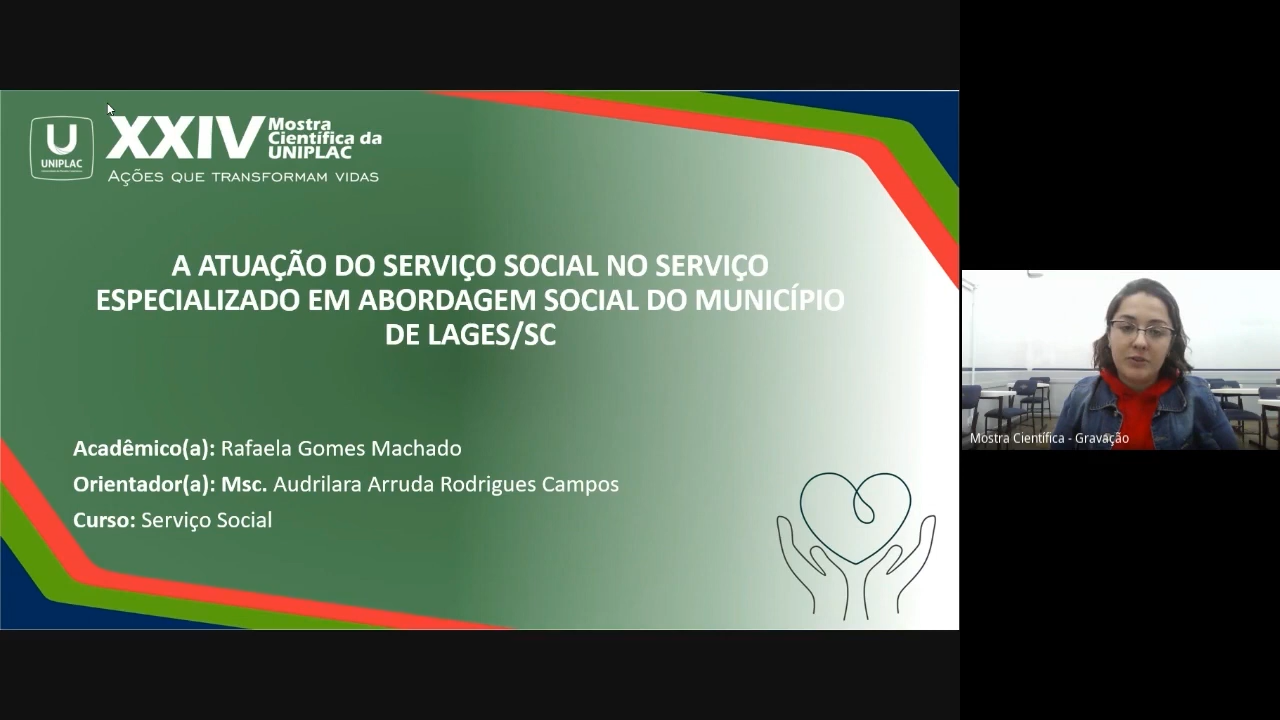 U
UNIPLAC
XXIV Mostra
Científica da
UNIPLAC
AÇÕES QUE TRANSFORMAM VIDAS
A ATUAÇÃO DO SERVIÇO SOCIAL NO SERVIÇO
ESPECIALIZADO EM ABORDAGEM SOCIAL DO MUNICÍPIO
DE LAGES/SC
Acadêmico(a): Rafaela Gomes Machado
Orientador(a): Msc. Audrilara Arruda Rodrigues Campos
Curso: Serviço Social
Mostra Científica - Gravação